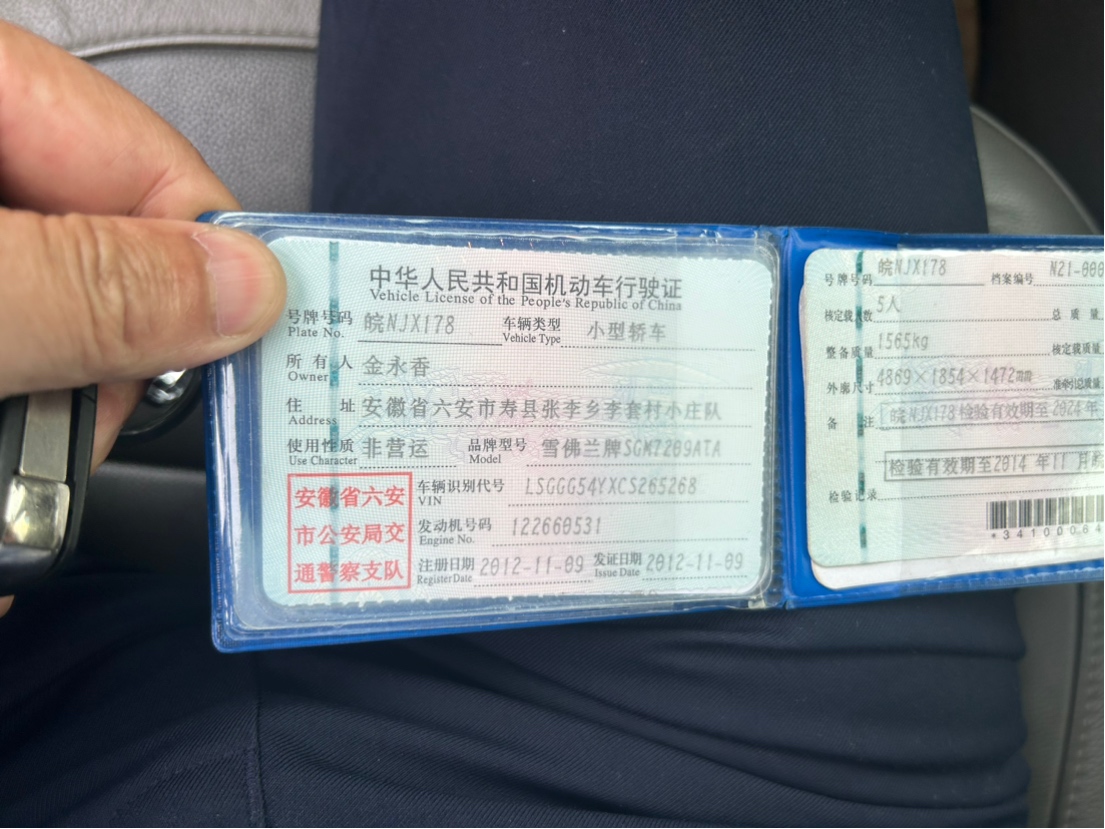 中华人民共和国机动车行驶证
Vehicle License of the People's Republic of China
号牌号码 皖NJX178 车辆类型 小型轿车
Plate No. Vehicle Type
所有人 金永香
Owner
住址 安徽省六安市寿县张李乡李套村小庄队
Address
使用性质 非营运 品牌型号 雪佛兰牌SGM7209ATA
Use Character Model
安徽省六安
市公安局交
通警察支队
车辆识别代号 LSGGG54YXCS265268
VIN
发动机号码 122660531
Engine No.
注册日期 2012-11-09 发证日期 2012-11-09
Register Date Issue Date
号牌号码 皖NJX178 档案编号 N21-000
核定载人数 5人 总质量
整备质量 1565kg 核定载质量
外廓尺寸 4869×1854×1472mm 准牵引总质量
备注 皖NJX178检验有效期至2024年
检验有效期至2014年11月
检验记录
*341000064